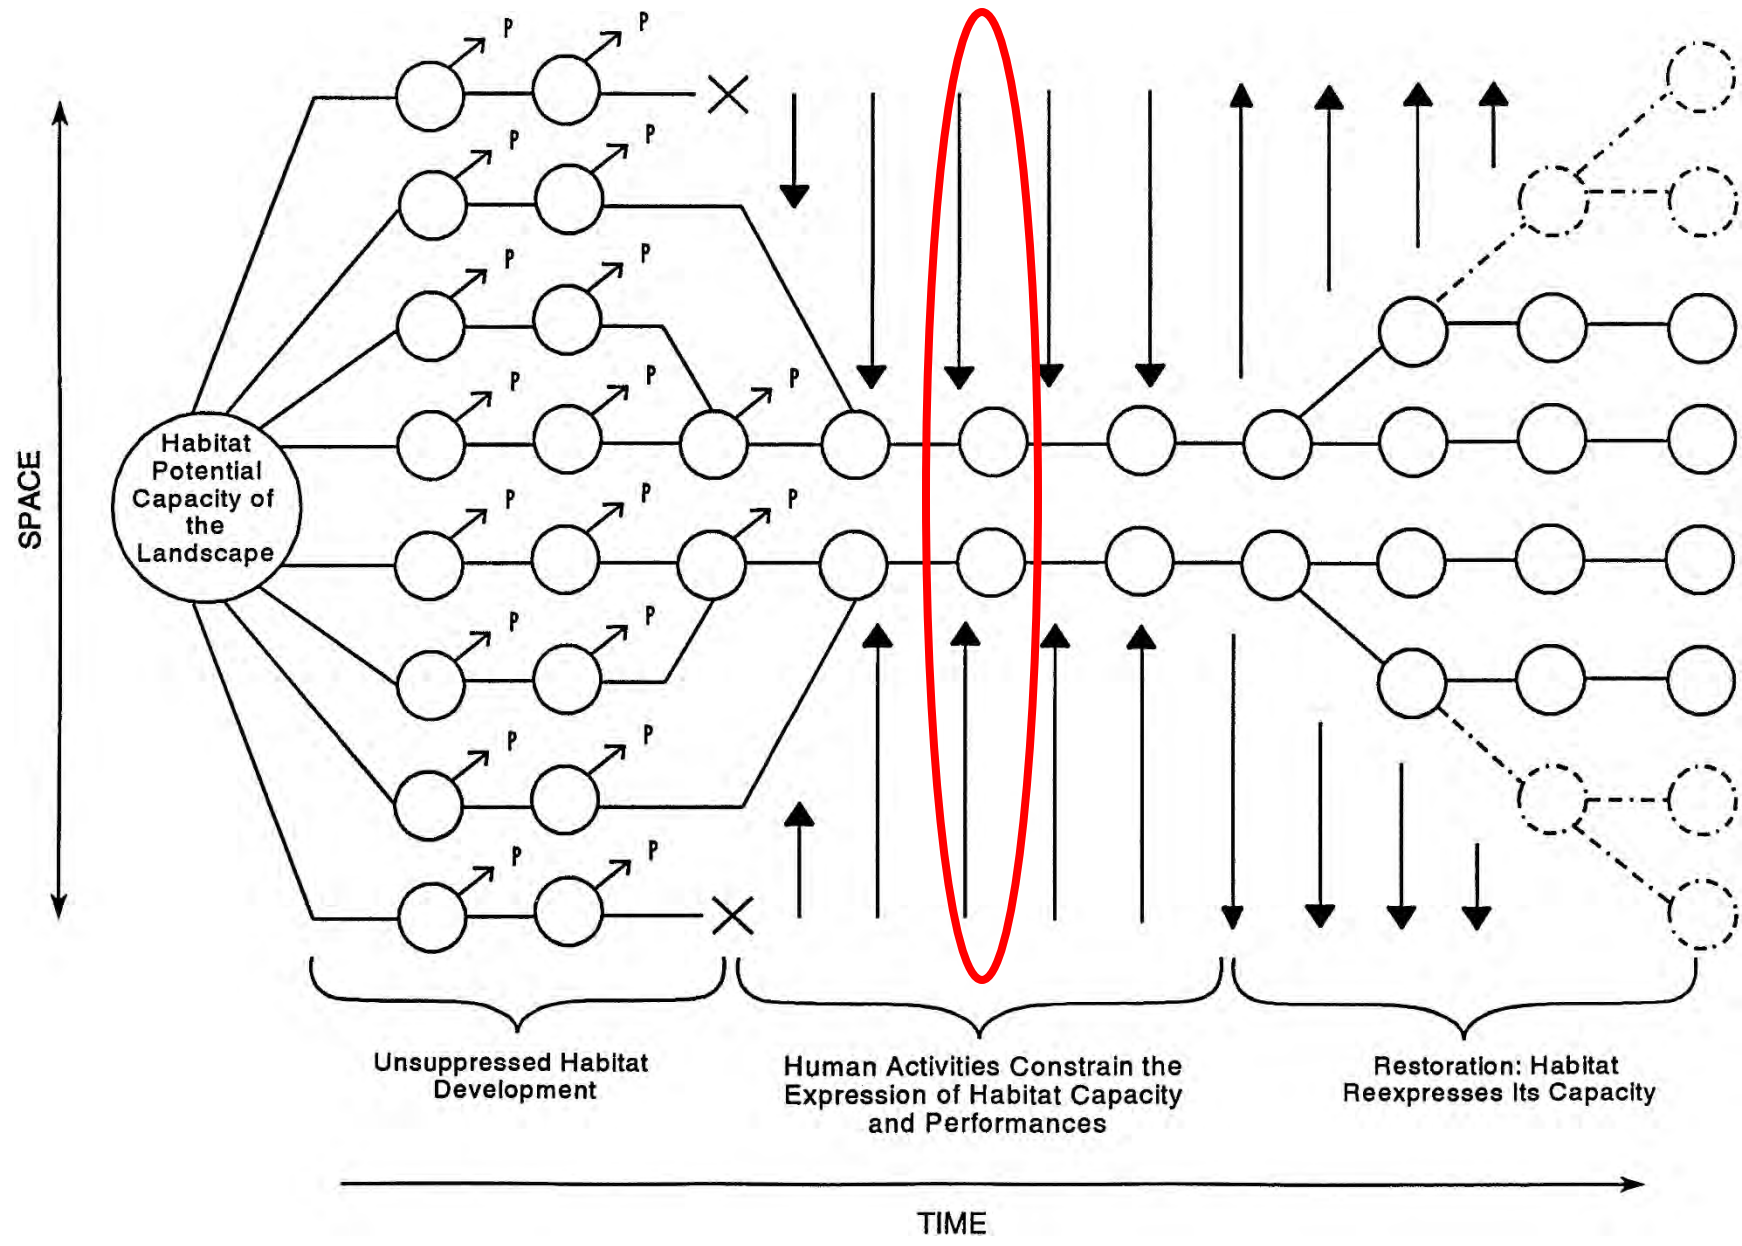 P
P
P
P
P
P
P
P
P
Habitat
Potential
Capacity of
the
Landscape
SPACE
P
P
P
P
P
P
P
P
P
Unsuppressed Habitat
Development
Human Activities Constrain the
Expression of Habitat Capacity
and Performances
Restoration: Habitat
Reexpresses Its Capacity
TIME